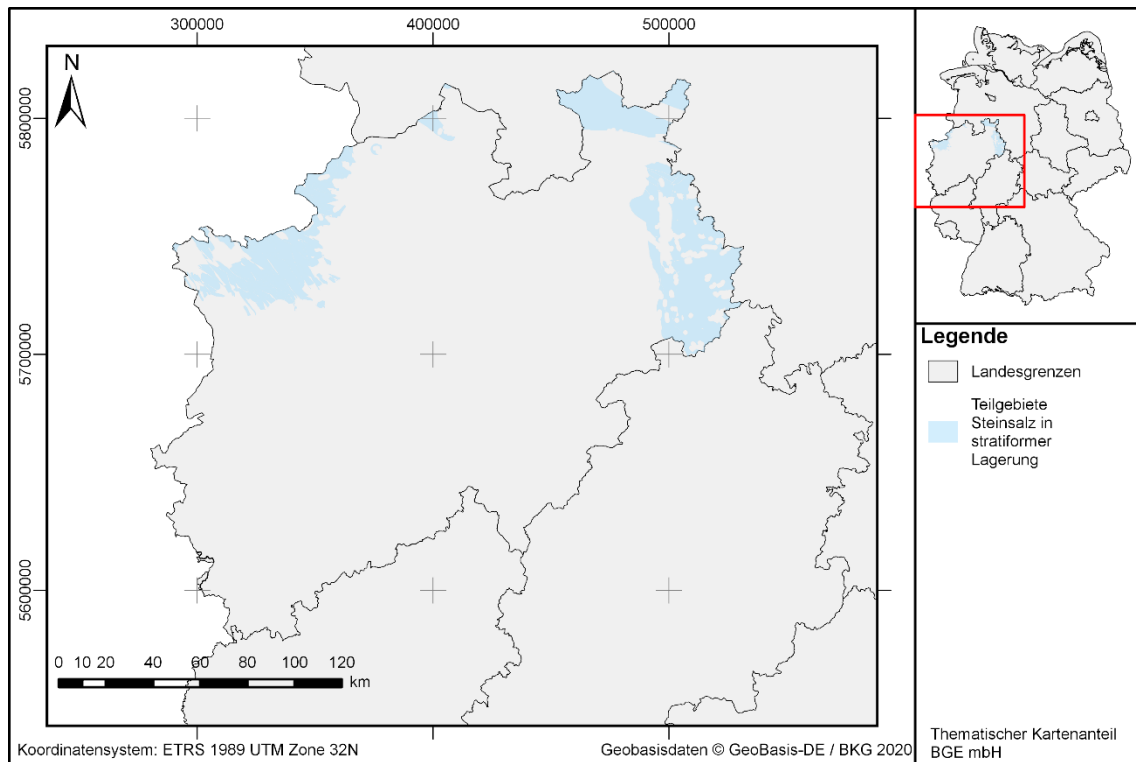 300000
400000
500000
N
5800000
5700000
5600000
0 10 20 40 60 80 100 120
km
Koordinatensystem: ETRS 1989 UTM Zone 32N
Geobasisdaten © GeoBasis-DE / BKG 2020
Legende
Landesgrenzen
Teilgebiete
Steinsalz in
stratiformer
Lagerung
Thematischer Kartenanteil
BGE mbH